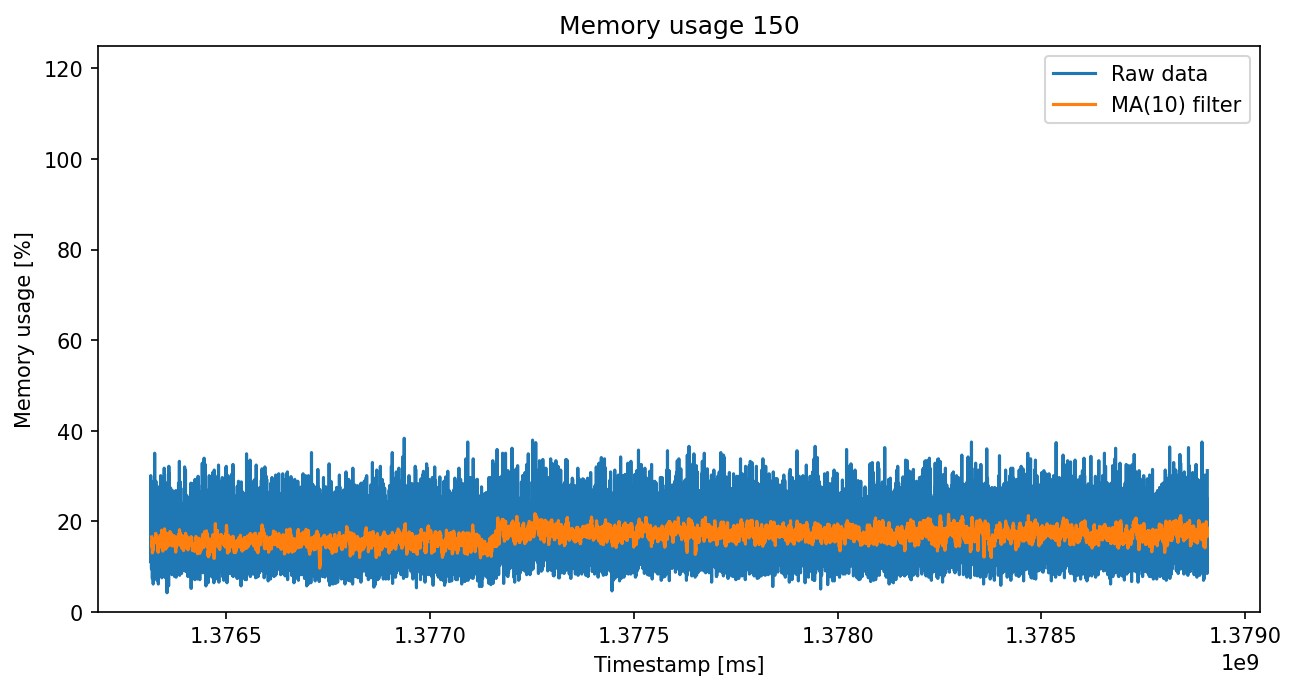 Memory usage 150
Raw data
MA(10) filter
Memory usage [%]
120
100
80
60
40
20
0
1.3765 1.3770 1.3775 1.3780 1.3785 1.3790
1e9
Timestamp [ms]